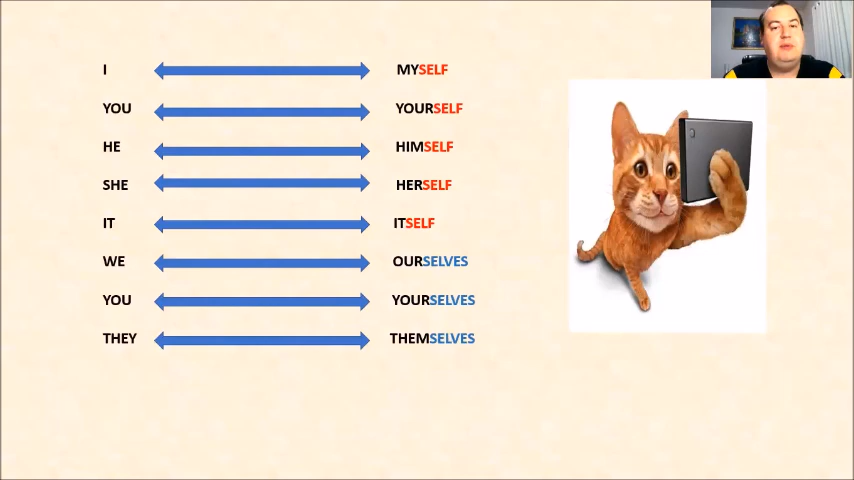 I MYSELF
YOU YOURSELF
HE HIMSELF
SHE HERSELF
IT ITSELF
WE OURSELVES
YOU YOURSELVES
THEY THEMSELVES